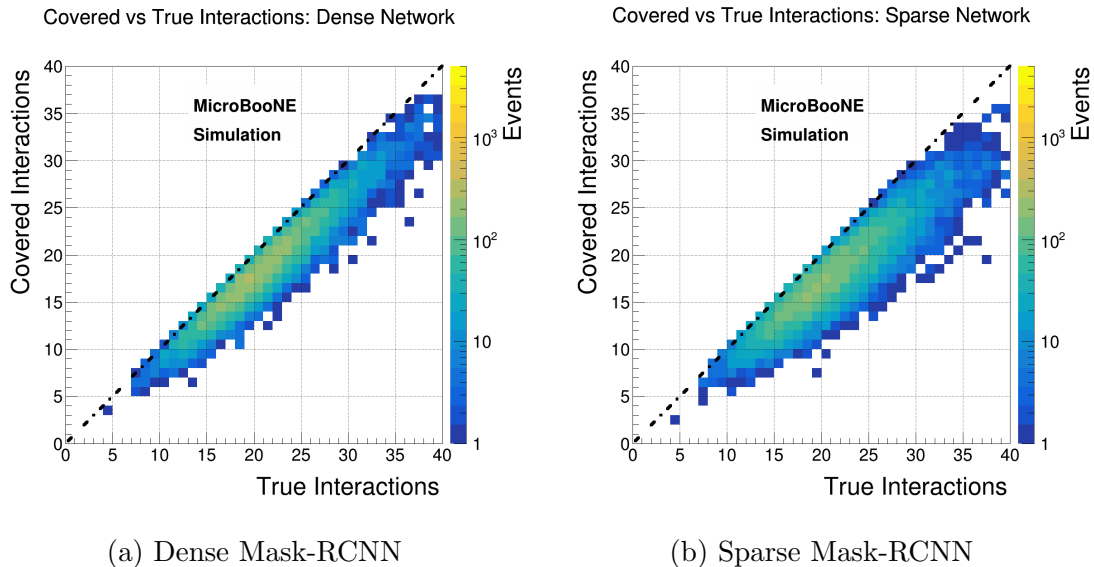 Covered vs True Interactions: Dense Network
40
35
30
25
20
15
10
5
0
Covered Interactions
MicroBooNE
Simulation
0 5 10 15 20 25 30 35 40
True Interactions
10³
10²
10
1
Events
(a) Dense Mask-RCNN
Covered vs True Interactions: Sparse Network
40
35
30
25
20
15
10
5
0
Covered Interactions
MicroBooNE
Simulation
0 5 10 15 20 25 30 35 40
True Interactions
10³
10²
10
1
Events
(b) Sparse Mask-RCNN